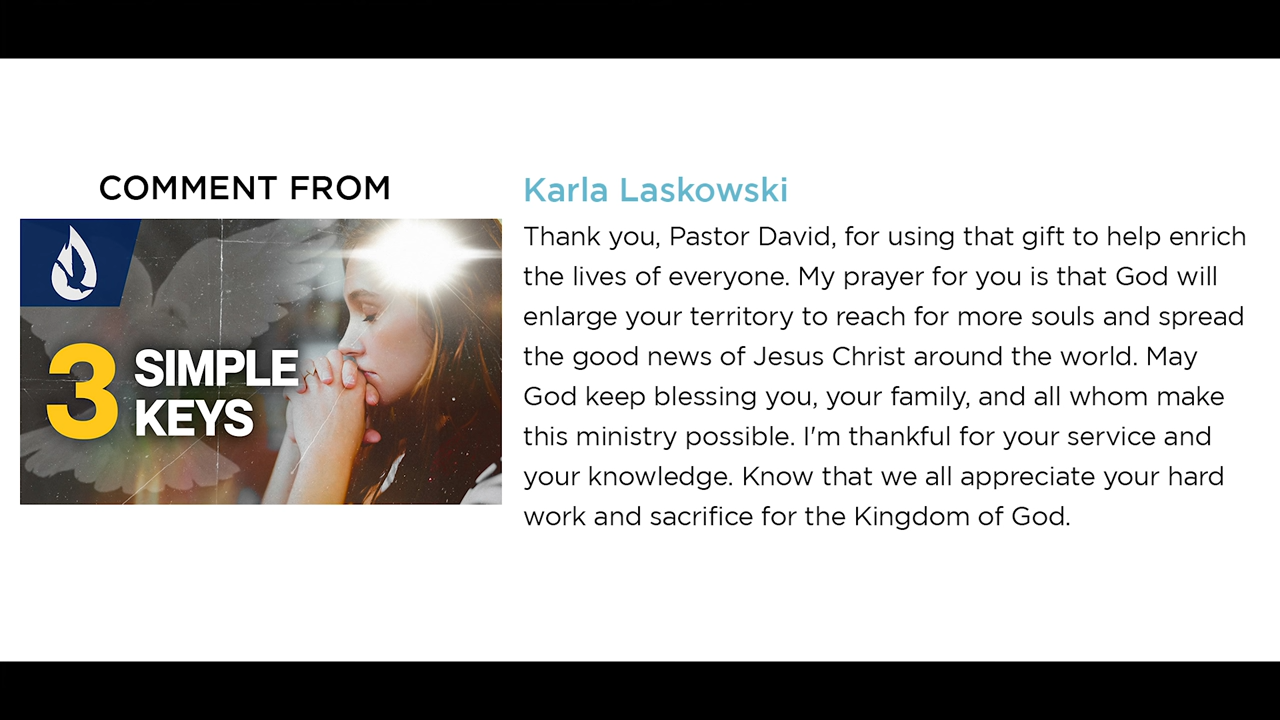 COMMENT FROM
3 SIMPLE
KEYS
Karla Laskowski
Thank you, Pastor David, for using that gift to help enrich
the lives of everyone. My prayer for you is that God will
enlarge your territory to reach for more souls and spread
the good news of Jesus Christ around the world. May
God keep blessing you, your family, and all whom make
this ministry possible. I'm thankful for your service and
your knowledge. Know that we all appreciate your hard
work and sacrifice for the Kingdom of God.